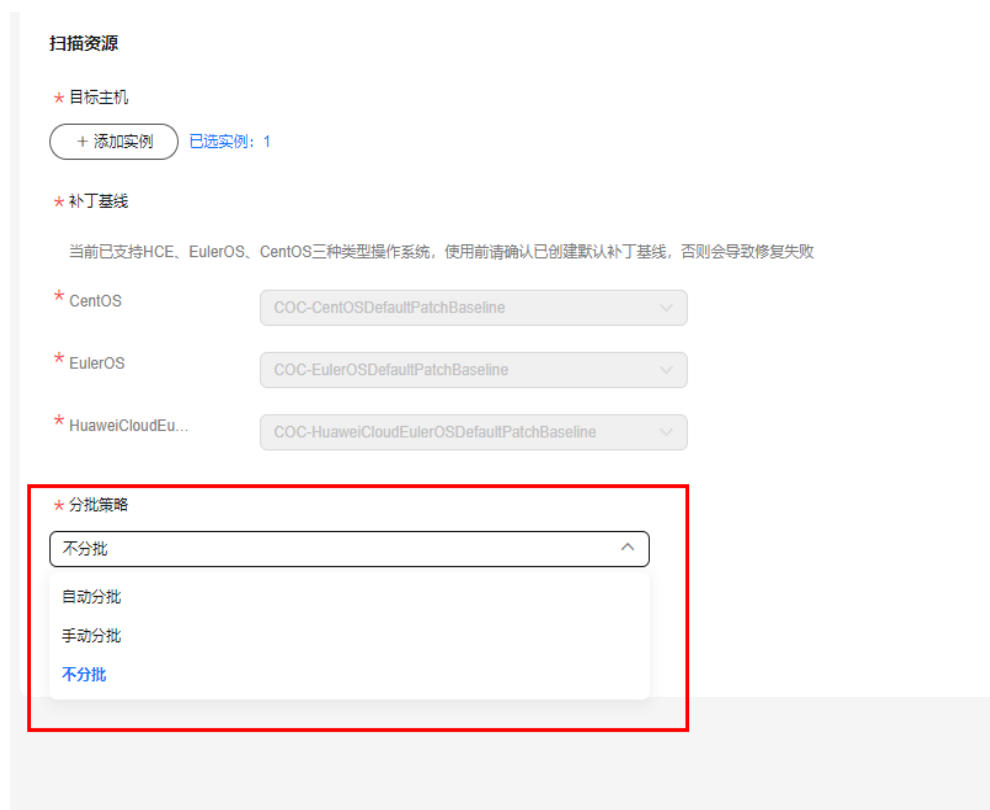 扫描资源
* 目标主机
+ 添加实例 已选实例：1
* 补丁基线
当前已支持HCE、EulerOS、CentOS三种类型操作系统，使用前请确认已创建默认补丁基线，否则会导致修复失败
* CentOS COC-CentOSDefaultPatchBaseline
* EulerOS COC-EulerOSDefaultPatchBaseline
* HuaweiCloudEu... COC-HuaweiCloudEulerOSDefaultPatchBaseline
* 分批策略
不分批
自动分批
手动分批
不分批